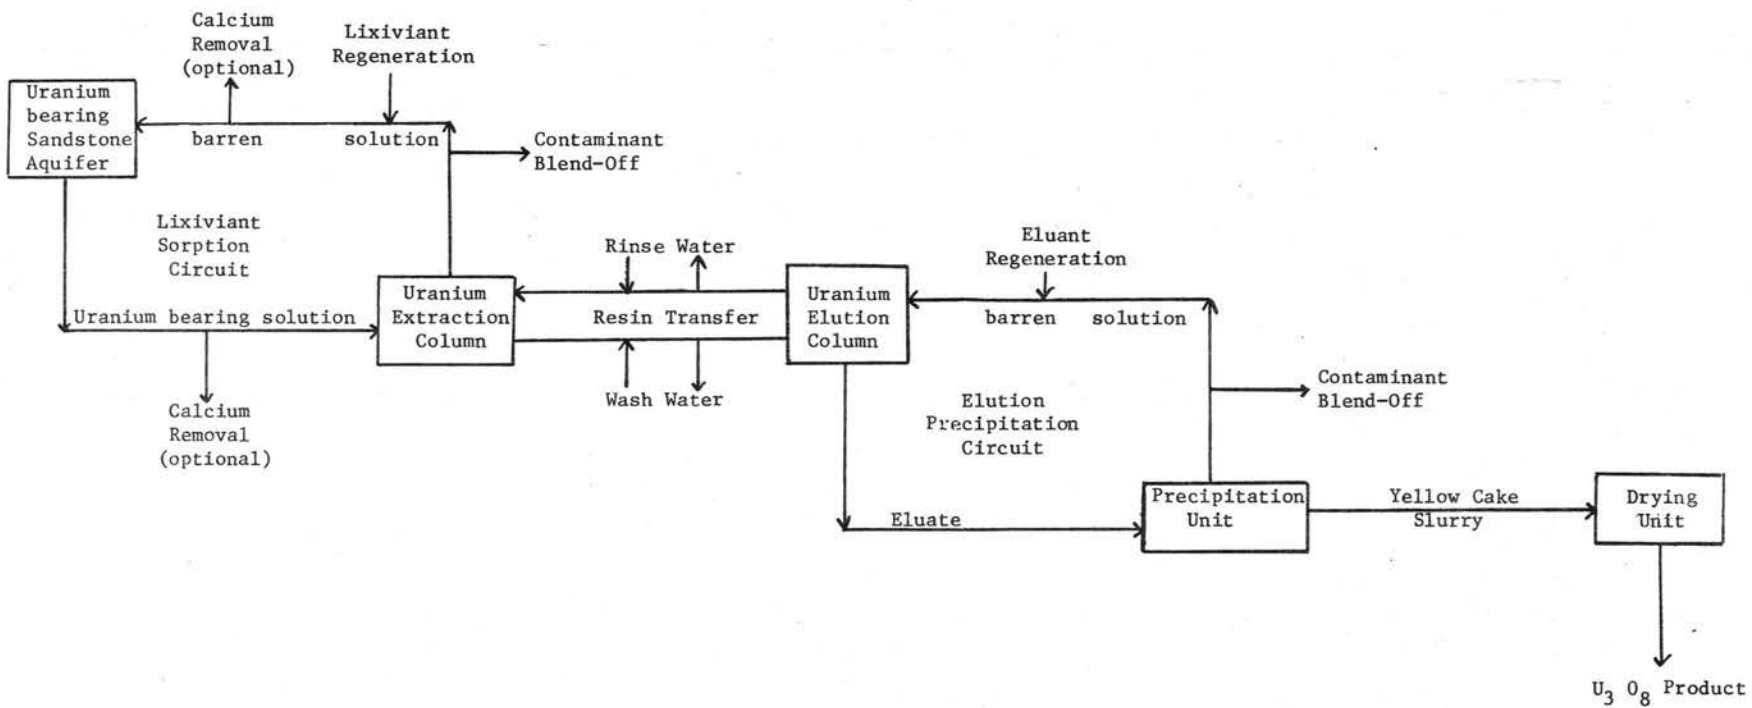 Calcium
Removal
(optional)
Lixiviant
Regeneration
Uranium
bearing
Sandstone
Aquifer
barren solution
Contaminant
Blend-Off
Lixiviant
Sorption
Circuit
Uranium bearing solution
Calcium
Removal
(optional)
Uranium
Extraction
Column
Rinse Water
Resin Transfer
Wash Water
Uranium
Elution
Column
Eluant
Regeneration
barren solution
Contaminant
Blend-Off
Elution
Precipitation
Circuit
Eluate
Precipitation
Unit
Yellow Cake
Slurry
Drying
Unit
U3 O8 Product